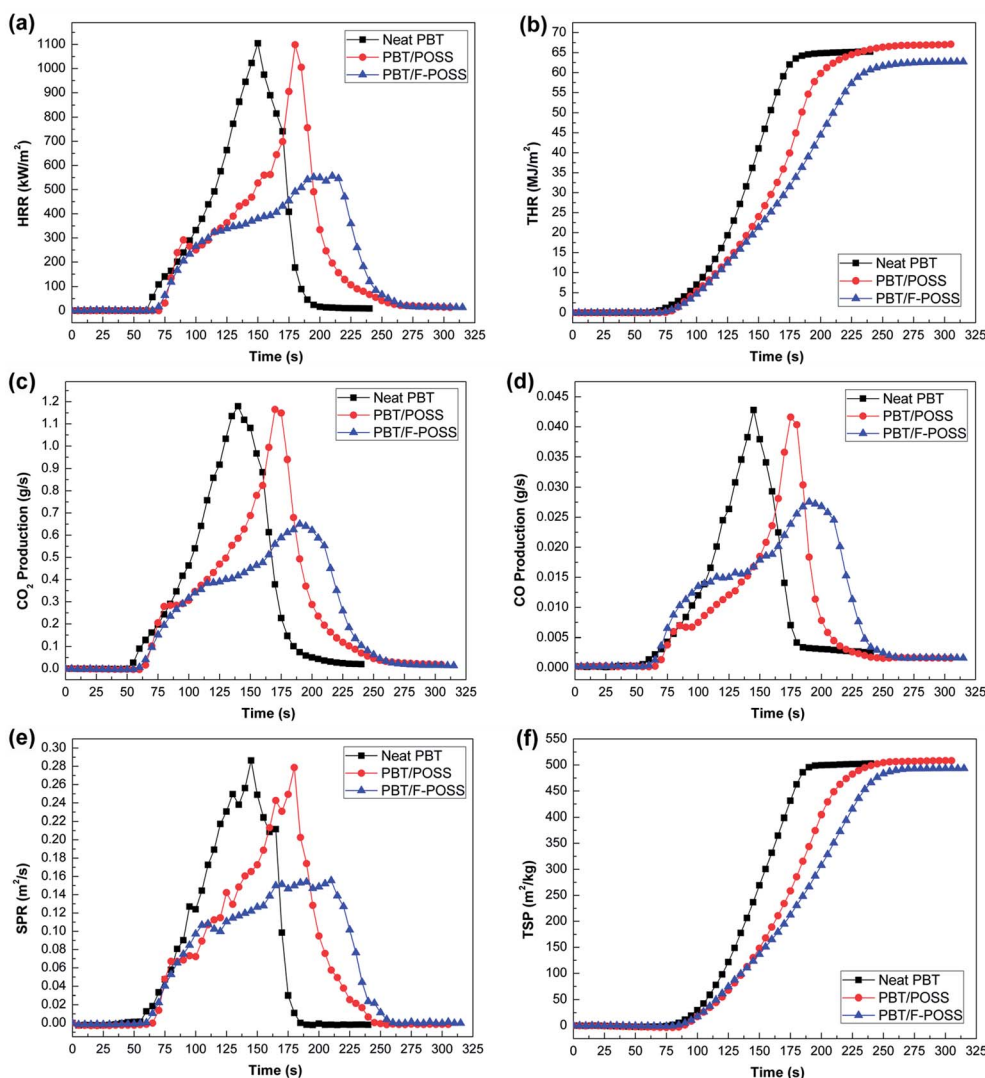 (a)
Neat PBT
PBT/POSS
PBT/F-POSS
HRR (kW/m²)
1100
1000
900
800
700
600
500
400
300
200
100
0
0 25 50 75 100 125 150 175 200 225 250 275 300 325
Time (s)
(b)
Neat PBT
PBT/POSS
PBT/F-POSS
THR (MJ/m²)
75
70
65
60
55
50
45
40
35
30
25
20
15
10
5
0
0 25 50 75 100 125 150 175 200 225 250 275 300 325
Time (s)
(c)
Neat PBT
PBT/POSS
PBT/F-POSS
CO₂ Production (g/s)
1.2
1.1
1.0
0.9
0.8
0.7
0.6
0.5
0.4
0.3
0.2
0.1
0.0
0 25 50 75 100 125 150 175 200 225 250 275 300 325
Time (s)
(d)
Neat PBT
PBT/POSS
PBT/F-POSS
CO Production (g/s)
0.045
0.040
0.035
0.030
0.025
0.020
0.015
0.010
0.005
0.000
0 25 50 75 100 125 150 175 200 225 250 275 300 325
Time (s)
(e)
Neat PBT
PBT/POSS
PBT/F-POSS
SPR (m²/s)
0.30
0.28
0.26
0.24
0.22
0.20
0.18
0.16
0.14
0.12
0.10
0.08
0.06
0.04
0.02
0.00
0 25 50 75 100 125 150 175 200 225 250 275 300 325
Time (s)
(f)
Neat PBT
PBT/POSS
PBT/F-POSS
TSP (m²/kg)
550
500
450
400
350
300
250
200
150
100
50
0
0 25 50 75 100 125 150 175 200 225 250 275 300 325
Time (s)